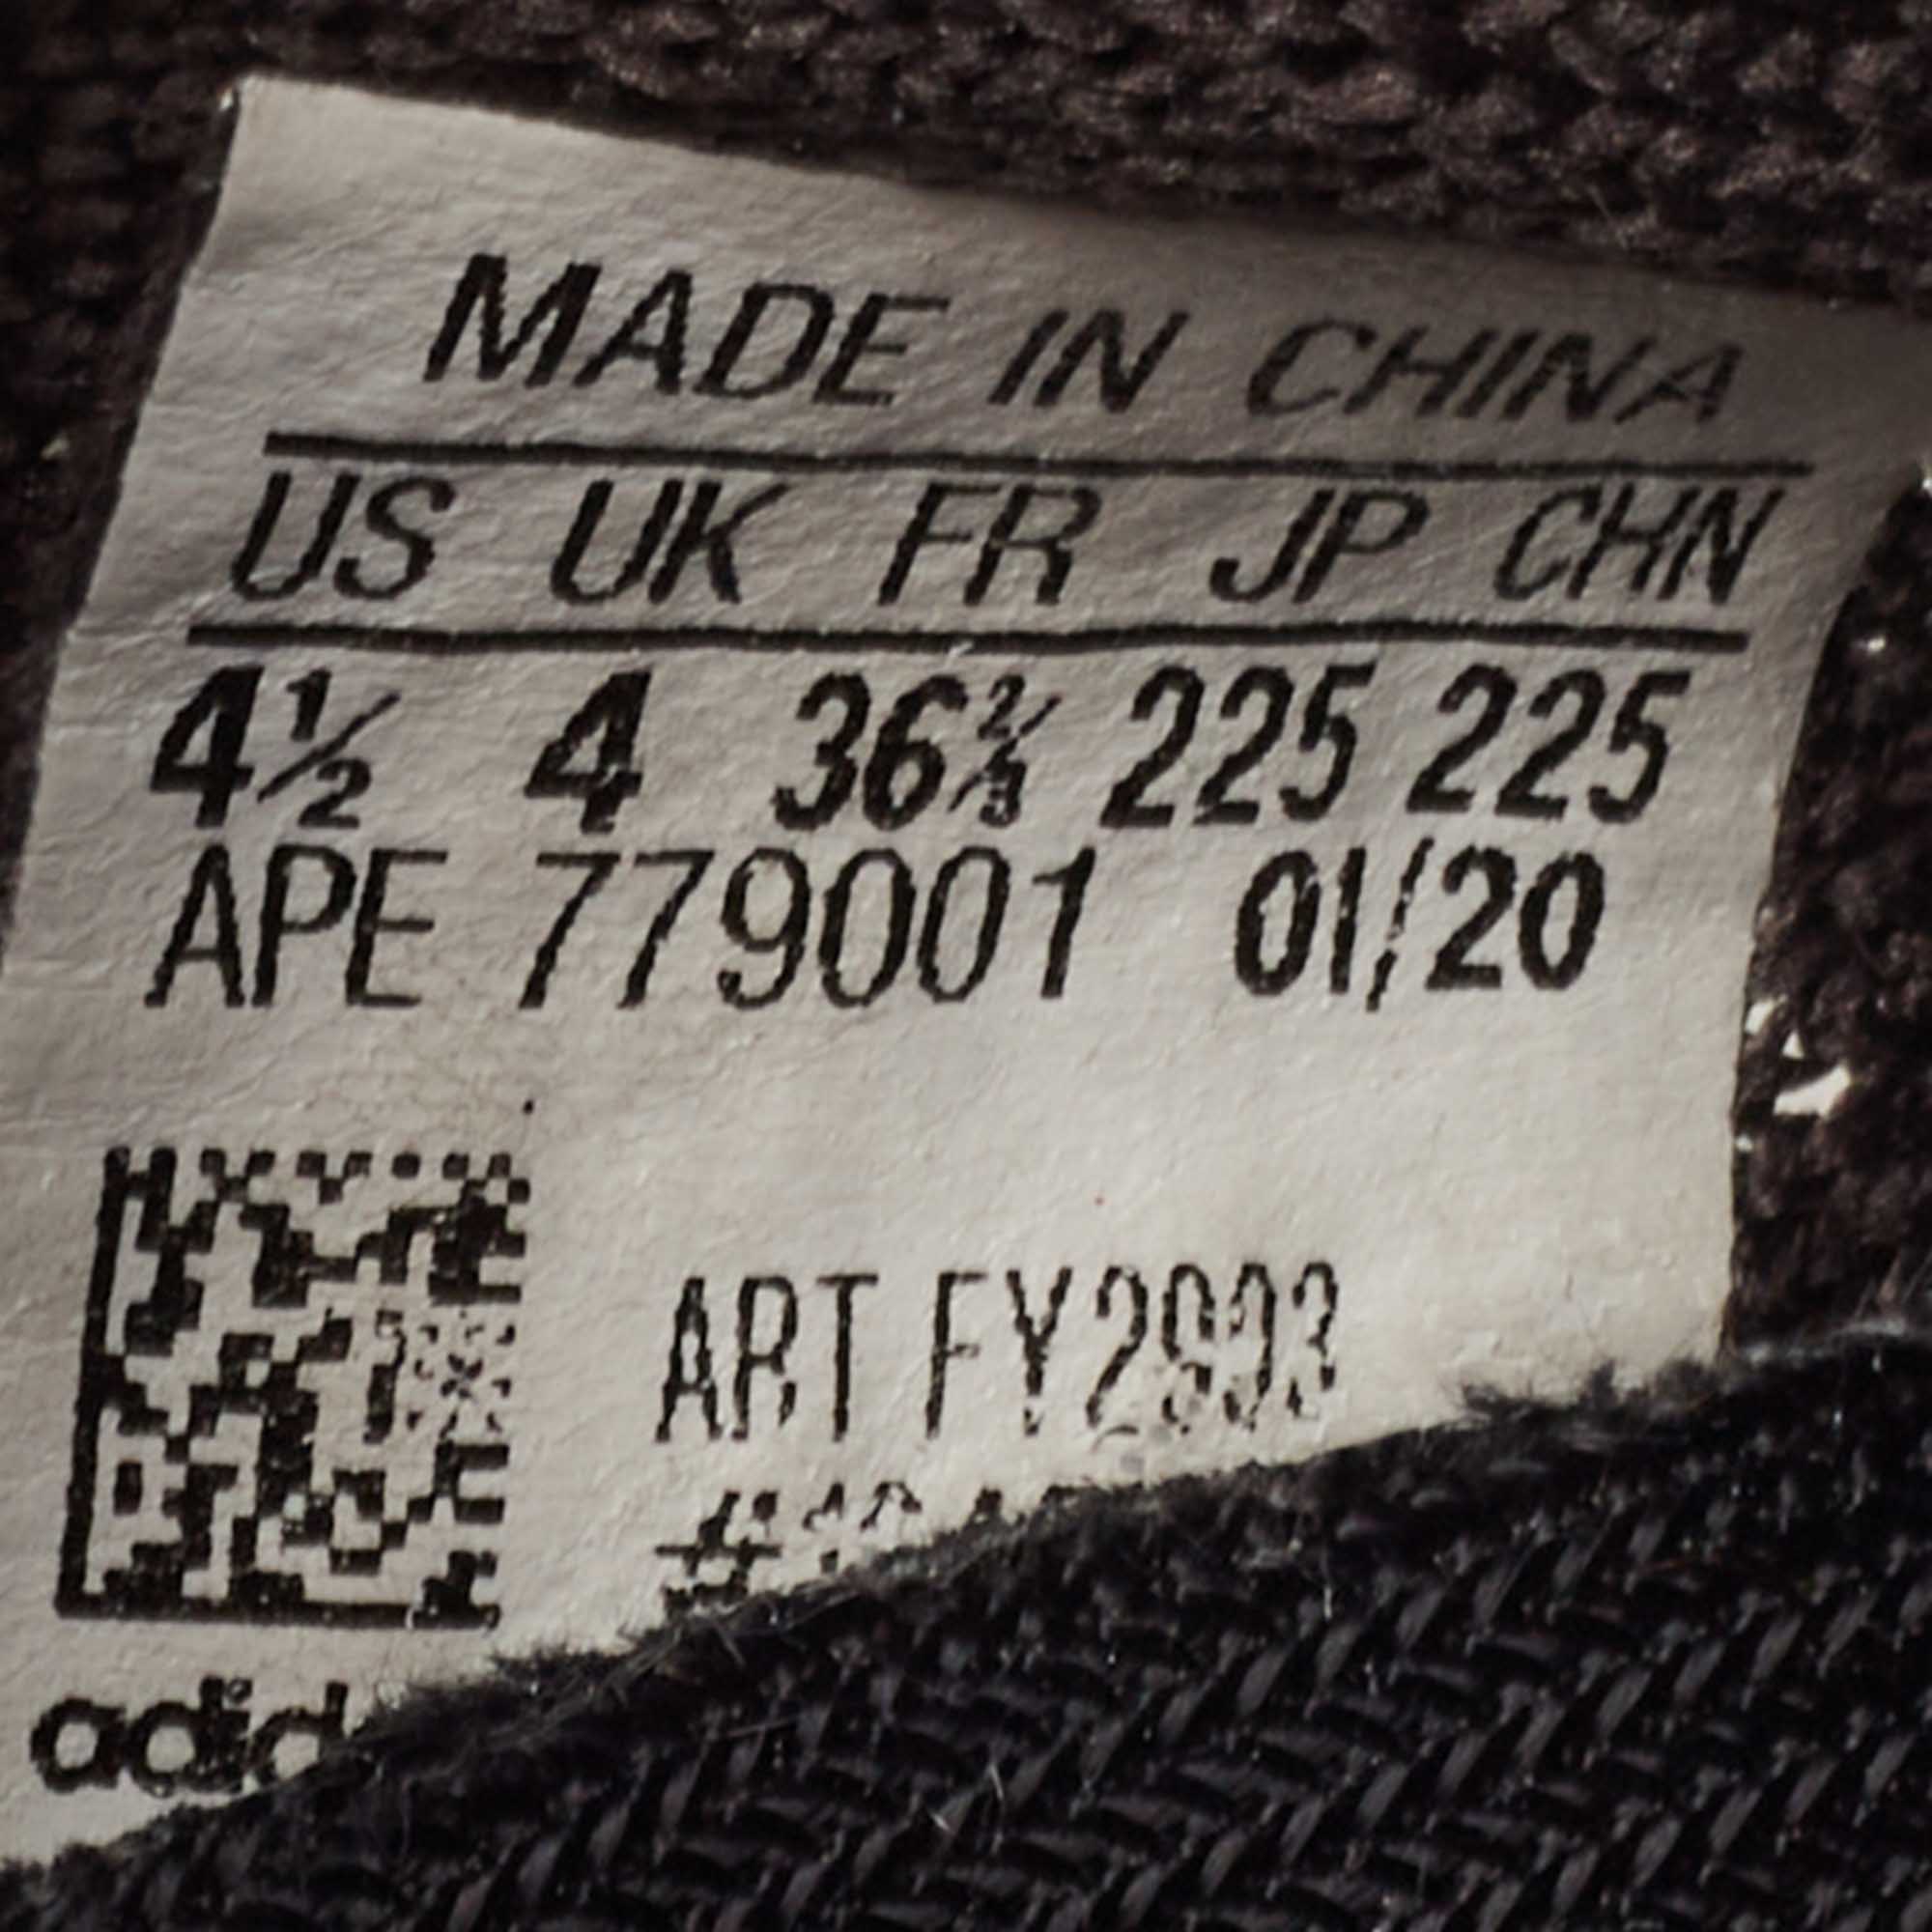 MADE IN CHINA
US UK FR JP CHN
4½ 4 36⅔ 225 225
APE 779001 01/20
ART FY2903
adid